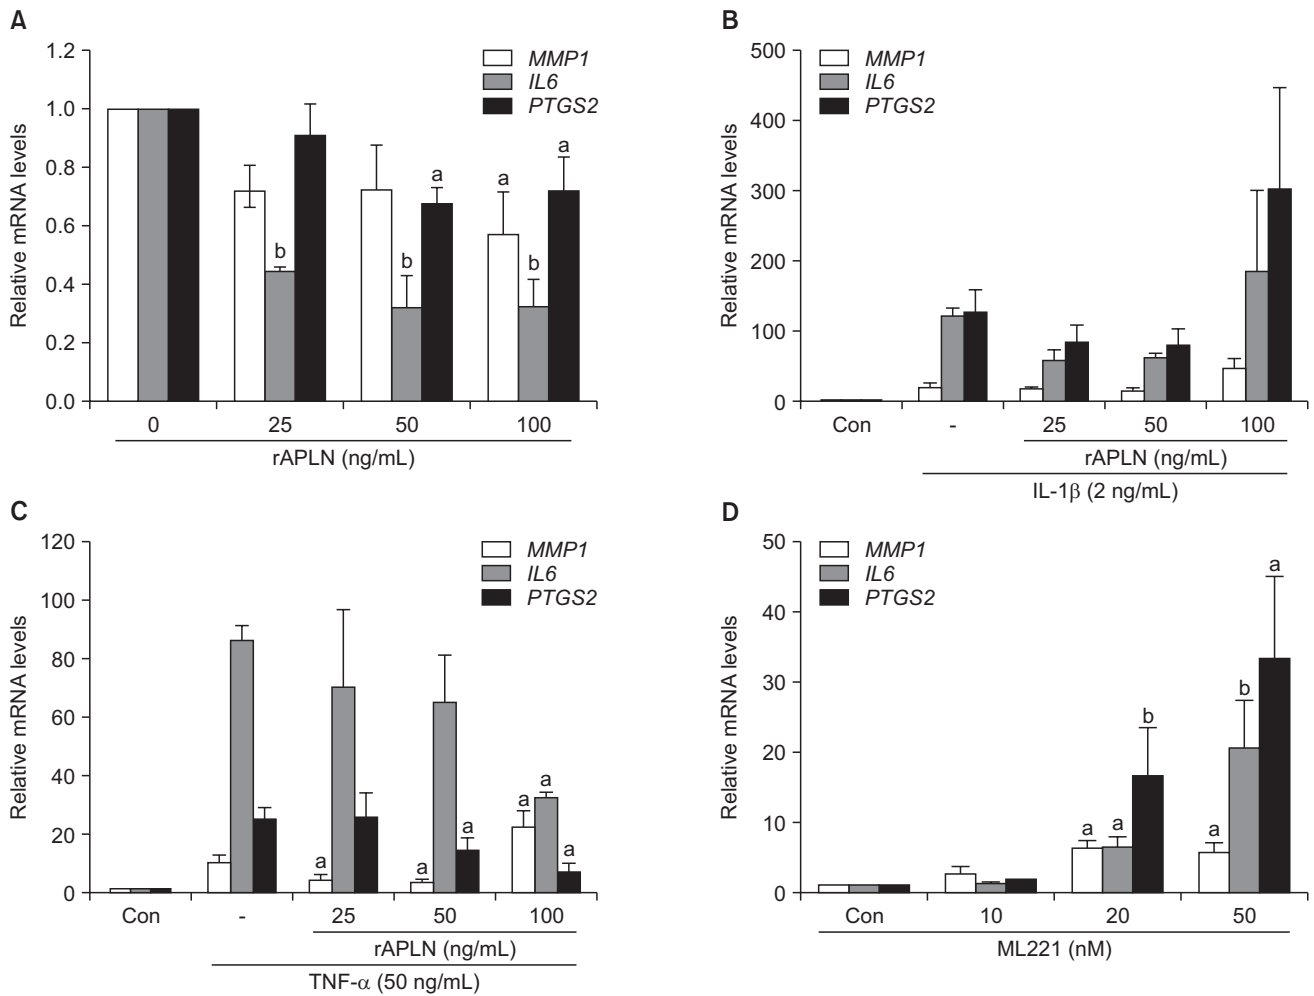 A
Relative mRNA levels
1.2
1.0
0.8
0.6
0.4
0.2
0.0
MMP1
IL6
PTGS2
b
b
a
a
b
a
0 25 50 100
rAPLN (ng/mL)
B
Relative mRNA levels
500
400
300
200
100
0
MMP1
IL6
PTGS2
Con - 25 50 100
rAPLN (ng/mL)
IL-1β (2 ng/mL)
C
Relative mRNA levels
120
100
80
60
40
20
0
MMP1
IL6
PTGS2
a
a
a
a
a
a
Con - 25 50 100
rAPLN (ng/mL)
TNF-α (50 ng/mL)
D
Relative mRNA levels
50
40
30
20
10
0
MMP1
IL6
PTGS2
a
a
b
a
b
a
Con 10 20 50
ML221 (nM)